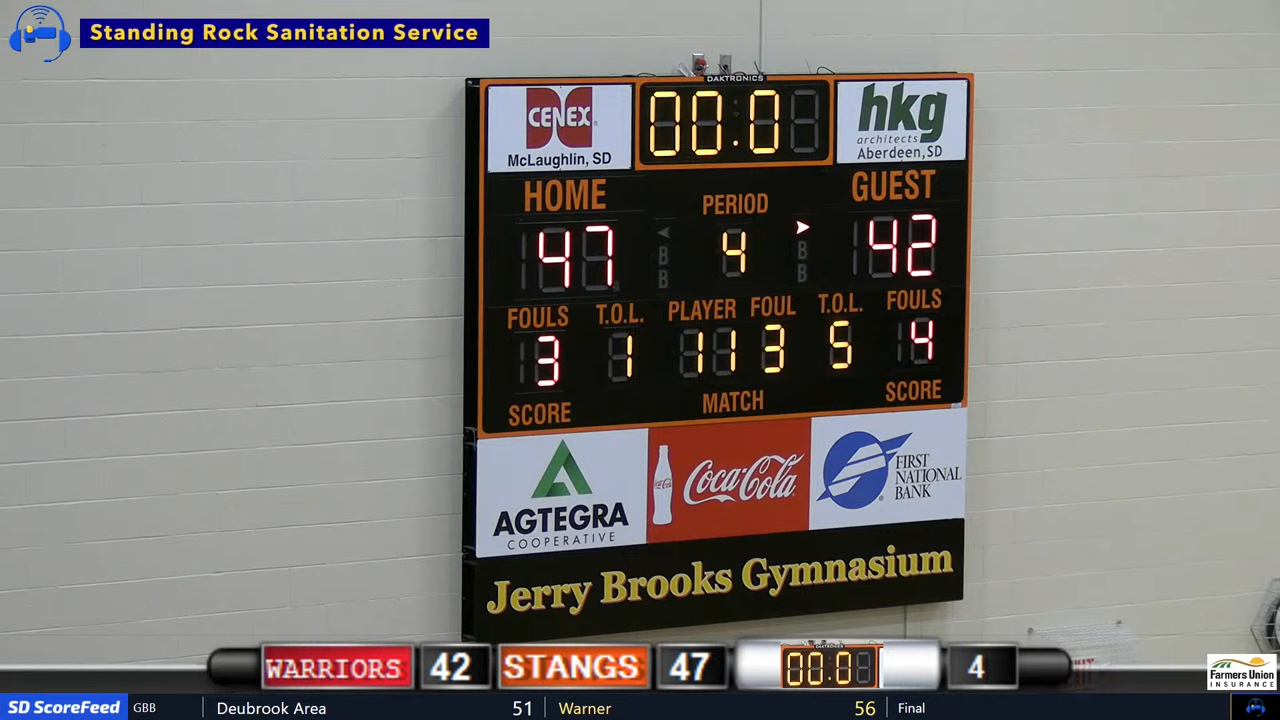 Standing Rock Sanitation Service
DAKTRONICS
CENEX
McLaughlin, SD
00.0
hkg
architects
Aberdeen, SD
HOME
PERIOD
GUEST
47
4
42
B B
B B
FOULS T.O.L. PLAYER FOUL T.O.L. FOULS
3 1 11 3 5 4
SCORE MATCH SCORE
AGTEGRA
COOPERATIVE
Coca-Cola
FIRST
NATIONAL
BANK
Jerry Brooks Gymnasium
WARRIORS 42 STANGS 47 00.0 4
Farmers Union
INSURANCE
SD ScoreFeed GBB Deubrook Area 51 Warner 56 Final